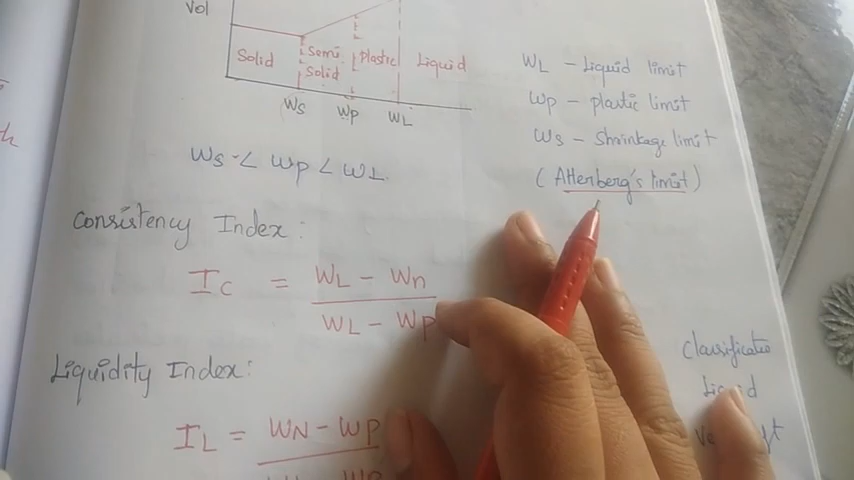 Vol
Solid
Semi
Solid
Plastic
Liquid
Ws
Wp
WL
Ws < Wp < WL
WL - Liquid limit
Wp - plastic limit
Ws - Shrinkage limit
(Atterberg's limit)
Consistency Index:
Ic = WL - Wn
WL - Wp
Liquidity Index:
IL = WN - WP